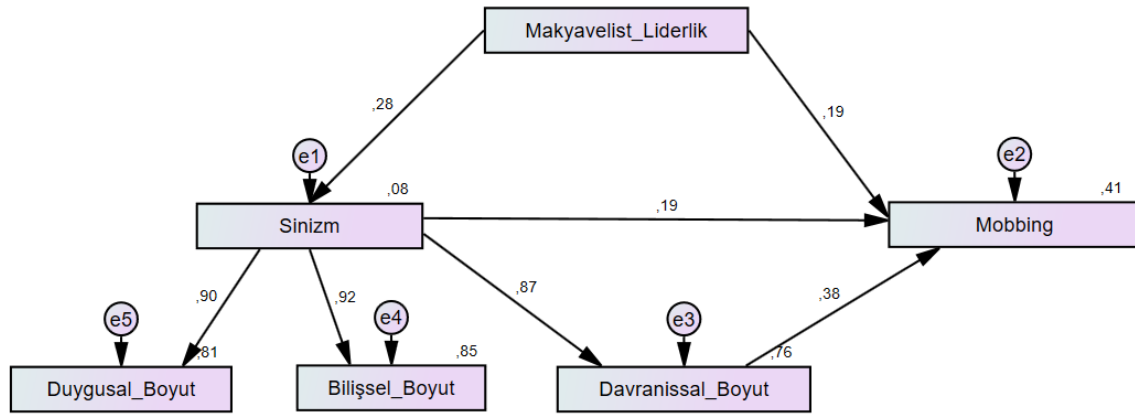 Makyavelist_Liderlik
,28
,19
e1
e2
,08
,41
Sinizm
,19
Mobbing
,90
,92
,87
,38
e5
e4
e3
,81
,85
,76
Duygusal_Boyut
Bilişsel_Boyut
Davranissal_Boyut